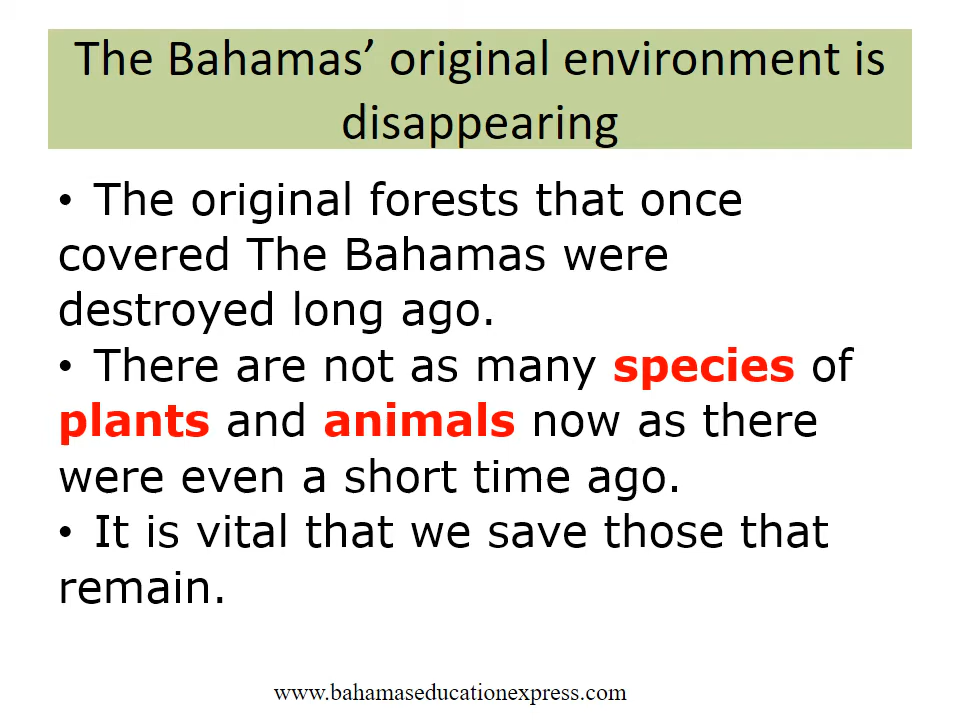 The Bahamas’ original environment is
disappearing
• The original forests that once
covered The Bahamas were
destroyed long ago.
• There are not as many species of
plants and animals now as there
were even a short time ago.
• It is vital that we save those that
remain.
www.bahamaseducationexpress.com